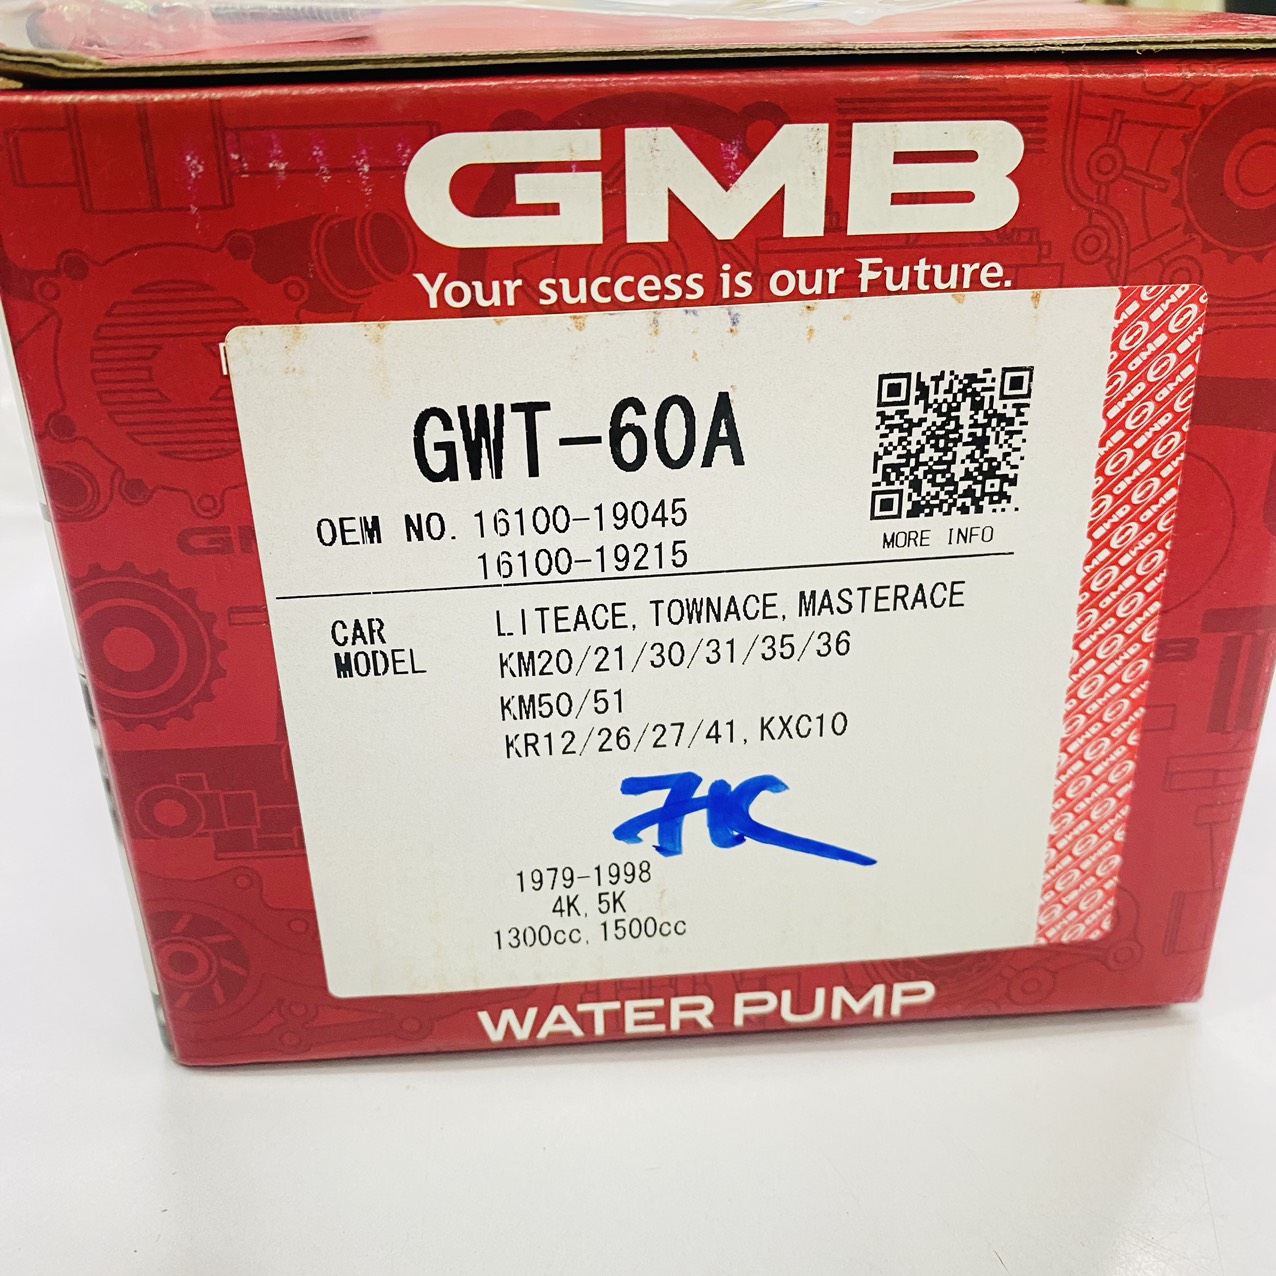 GMB
Your success is our Future.
GWT-60A
OEM NO. 16100-19045
16100-19215
MORE INFO
CAR MODEL
LITEACE, TOWNACE, MASTERACE
KM20/21/30/31/35/36
KM50/51
KR12/26/27/41, KXC10
7K
1979-1998
4K, 5K
1300cc, 1500cc
WATER PUMP